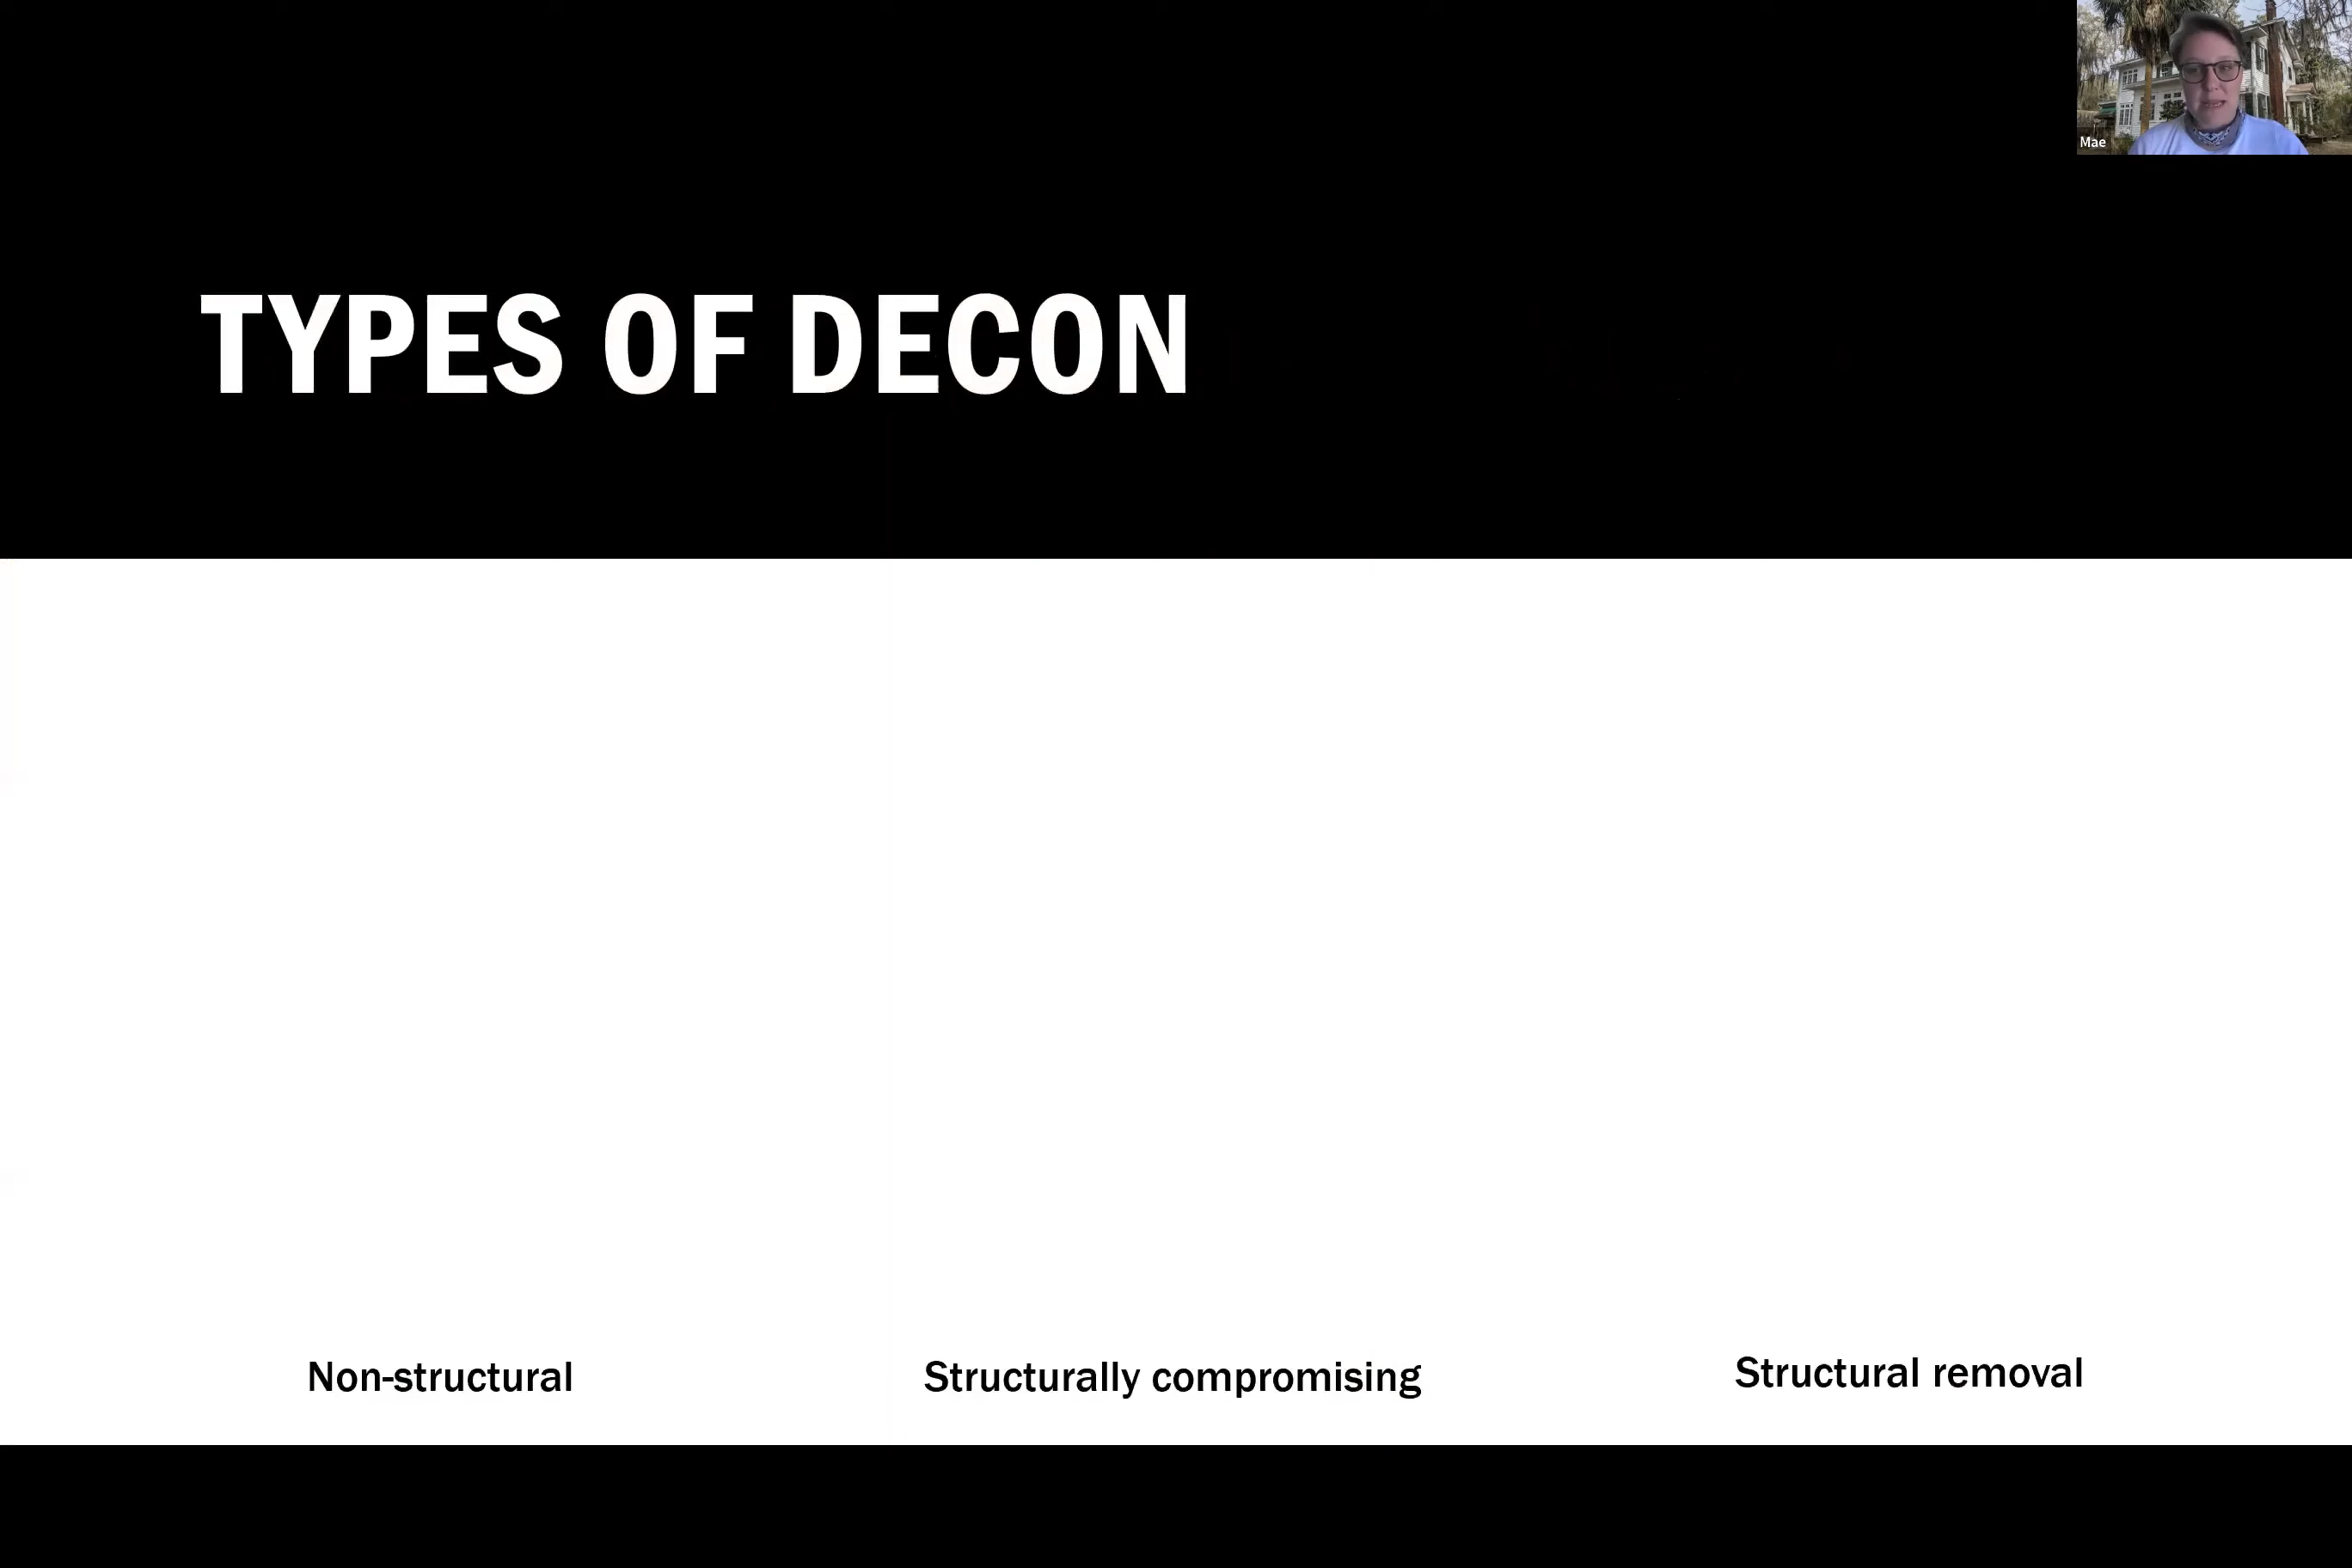 Mae
TYPES OF DECON
Non-structural
Structurally compromising
Structural removal